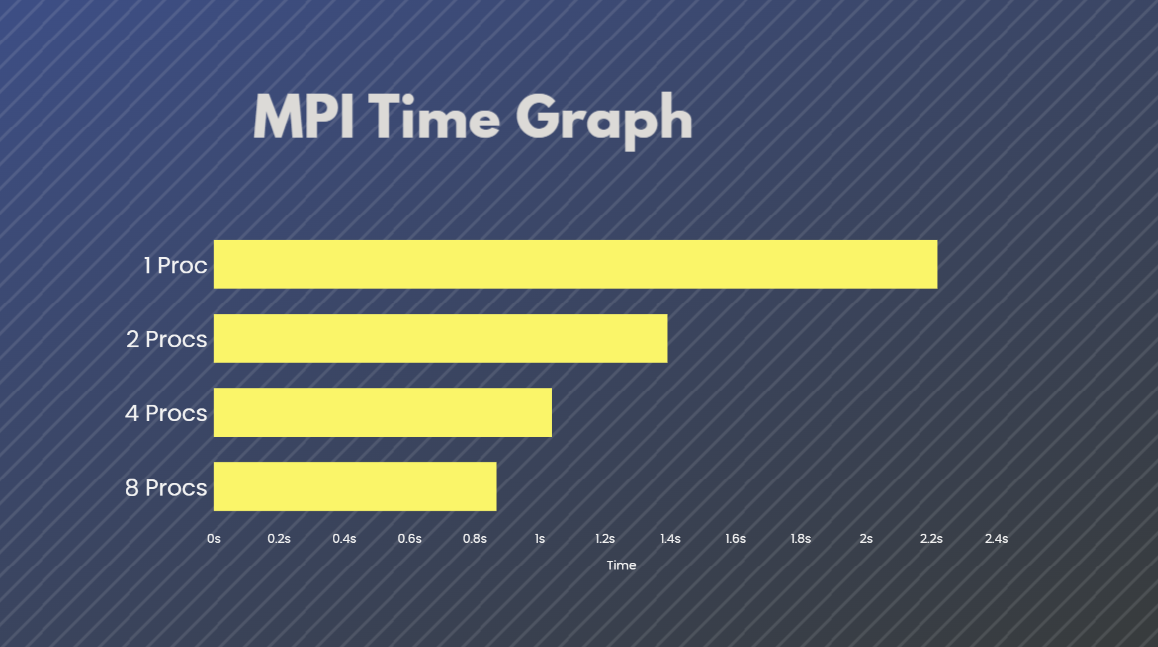 MPI Time Graph
1 Proc
2 Procs
4 Procs
8 Procs
0s 0.2s 0.4s 0.6s 0.8s 1s 1.2s 1.4s 1.6s 1.8s 2s 2.2s 2.4s
Time